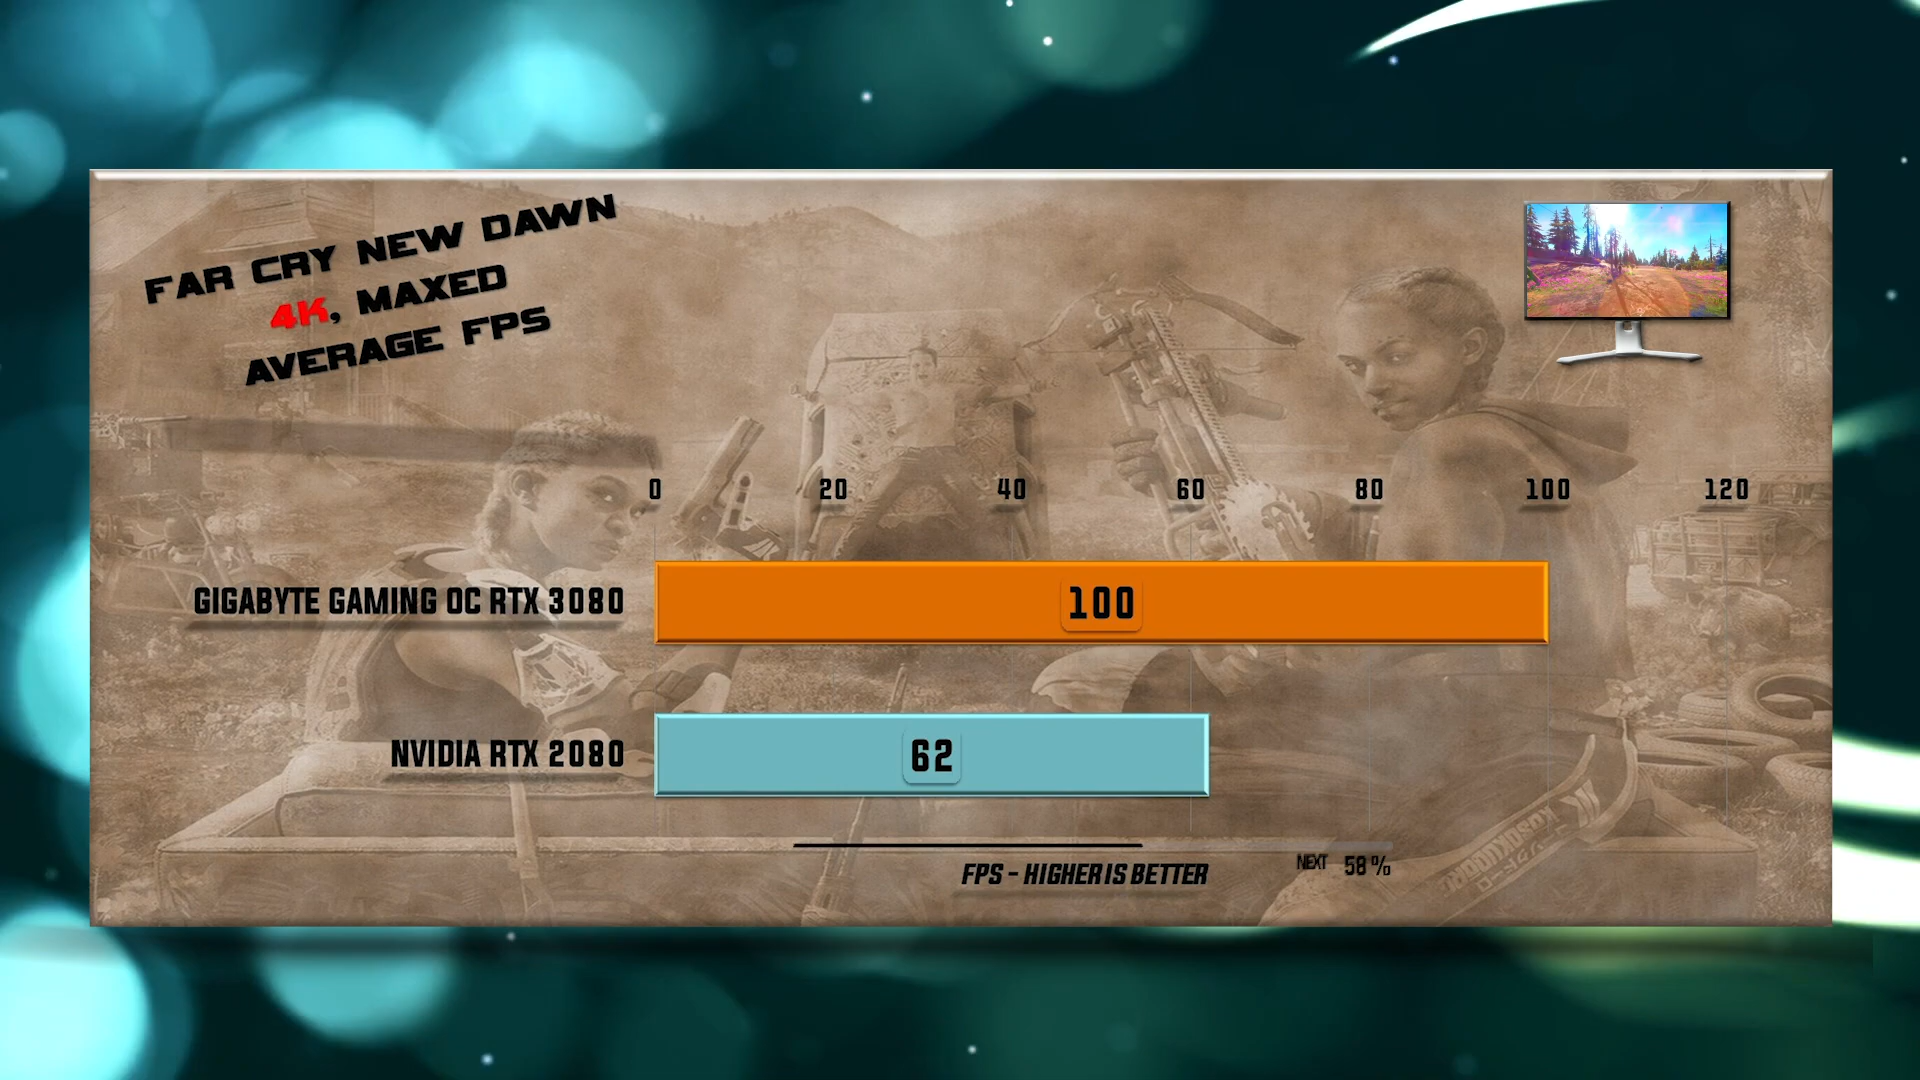 FAR CRY NEW DAWN
4K, MAXED
AVERAGE FPS
0 20 40 60 80 100 120
GIGABYTE GAMING OC RTX 3080 100
NVIDIA RTX 2080 62
FPS - HIGHER IS BETTER
NEXT 58 %